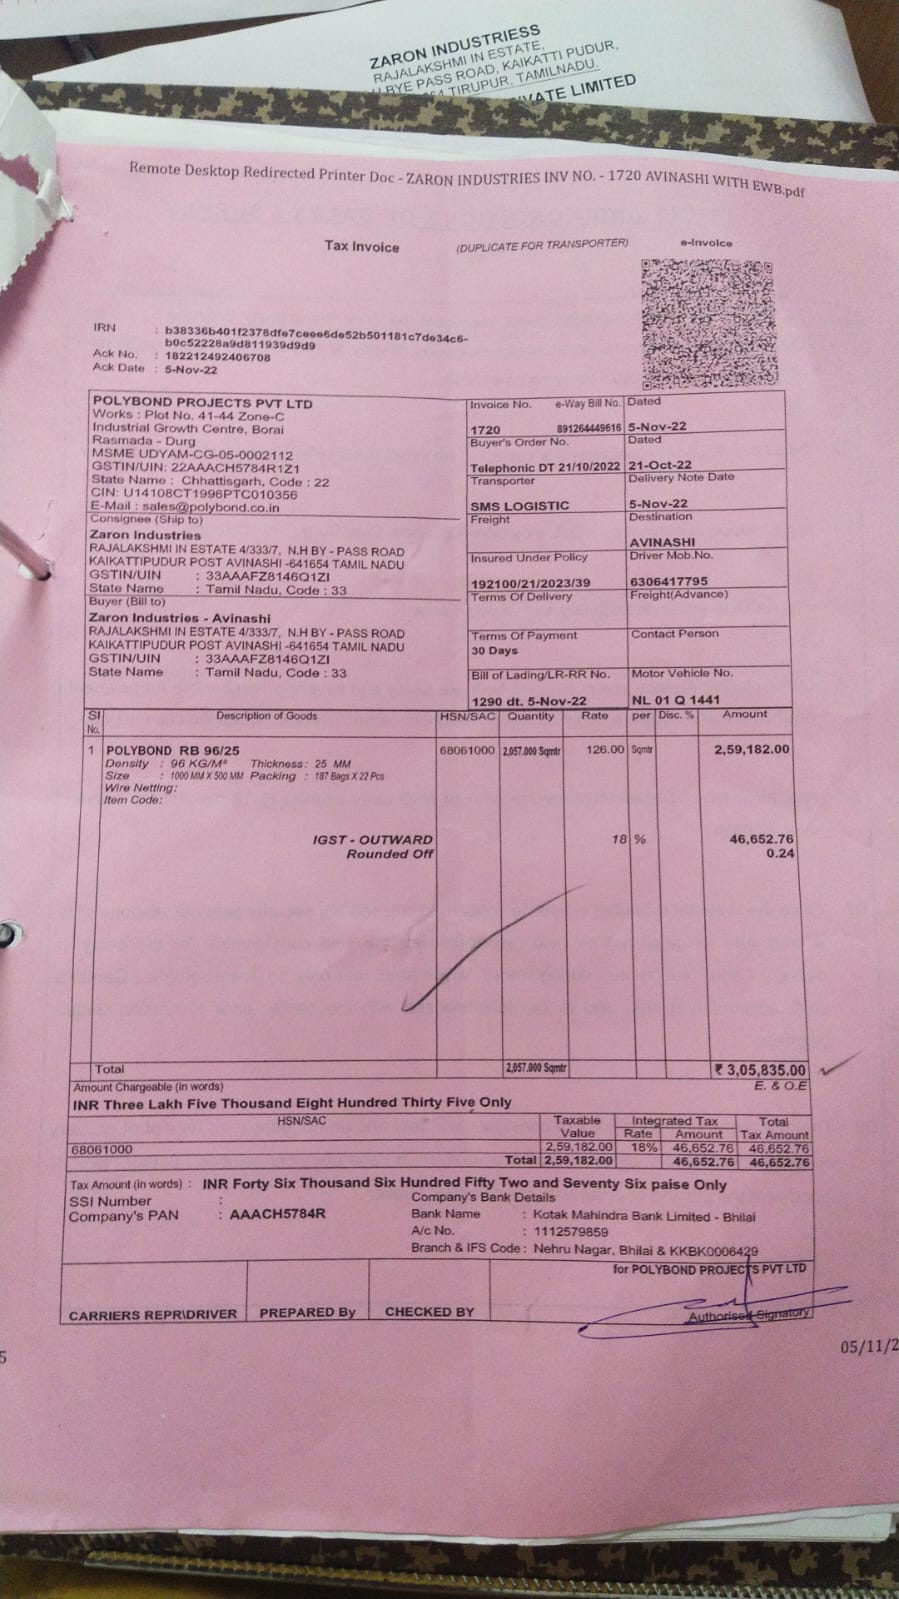 ZARON INDUSTRIESS
RAJALAKSHMI IN ESTATE,
BYE PASS ROAD, KAIKATTI PUDUR,
TIRUPUR, TAMILNADU.
LIMITED
Remote Desktop Redirected Printer Doc - ZARON INDUSTRIES INV NO. - 1720 AVINASHI WITH EWB.pdf
Tax Invoice (DUPLICATE FOR TRANSPORTER) e-Invoice
IRN : b38336b401f2378dfe7ceee6de52b501181c7de34c6-
b0c52228a9d811939d9d9
Ack No. : 182212492406708
Ack Date : 5-Nov-22
POLYBOND PROJECTS PVT LTD
Works : Plot No. 41-44 Zone-C
Industrial Growth Centre, Borai
Rasmada - Durg
MSME UDYAM-CG-05-0002112
GSTIN/UIN: 22AAACH5784R1Z1
State Name : Chhattisgarh, Code : 22
CIN: U14108CT1996PTC010356
E-Mail : sales@polybond.co.in
Consignee (Ship to)
Zaron Industries
RAJALAKSHMI IN ESTATE 4/333/7, N.H BY - PASS ROAD
KAIKATTIPUDUR POST AVINASHI -641654 TAMIL NADU
GSTIN/UIN : 33AAAFZ8146Q1ZI
State Name : Tamil Nadu, Code : 33
Buyer (Bill to)
Zaron Industries - Avinashi
RAJALAKSHMI IN ESTATE 4/333/7, N.H BY - PASS ROAD
KAIKATTIPUDUR POST AVINASHI -641654 TAMIL NADU
GSTIN/UIN : 33AAAFZ8146Q1ZI
State Name : Tamil Nadu, Code : 33
Invoice No. e-Way Bill No. Dated
1720 891264449616 5-Nov-22
Buyer's Order No. Dated
Telephonic DT 21/10/2022 21-Oct-22
Transporter Delivery Note Date
SMS LOGISTIC 5-Nov-22
Freight Destination
AVINASHI
Insured Under Policy Driver Mob.No.
192100/21/2023/39 6306417795
Terms Of Delivery Freight(Advance)
Terms Of Payment Contact Person
30 Days
Bill of Lading/LR-RR No. Motor Vehicle No.
1290 dt. 5-Nov-22 NL 01 Q 1441
SI No. Description of Goods HSN/SAC Quantity Rate per Disc. % Amount
1 POLYBOND RB 96/25 68061000 2,057.000 Sqmtr 126.00 Sqmtr 2,59,182.00
Density : 96 KG/M³ Thickness: 25 MM
Size : 1000 MM X 500 MM Packing : 187 Bags X 22 Pcs
Wire Netting:
Item Code:
IGST - OUTWARD 18 % 46,652.76
Rounded Off 0.24
Total 2,057.000 Sqmtr ₹ 3,05,835.00
Amount Chargeable (in words) E. & O.E
INR Three Lakh Five Thousand Eight Hundred Thirty Five Only
HSN/SAC Taxable Value Integrated Tax Rate Amount Total Tax Amount
68061000 2,59,182.00 18% 46,652.76 46,652.76
Total 2,59,182.00 46,652.76 46,652.76
Tax Amount (in words) : INR Forty Six Thousand Six Hundred Fifty Two and Seventy Six paise Only
SSI Number :
Company's PAN : AAACH5784R
Company's Bank Details
Bank Name : Kotak Mahindra Bank Limited - Bhilai
A/c No. : 1112579859
Branch & IFS Code : Nehru Nagar, Bhilai & KKBK0006429
for POLYBOND PROJECTS PVT LTD
CARRIERS REPR\DRIVER PREPARED By CHECKED BY Authorised Signatory
05/11/2